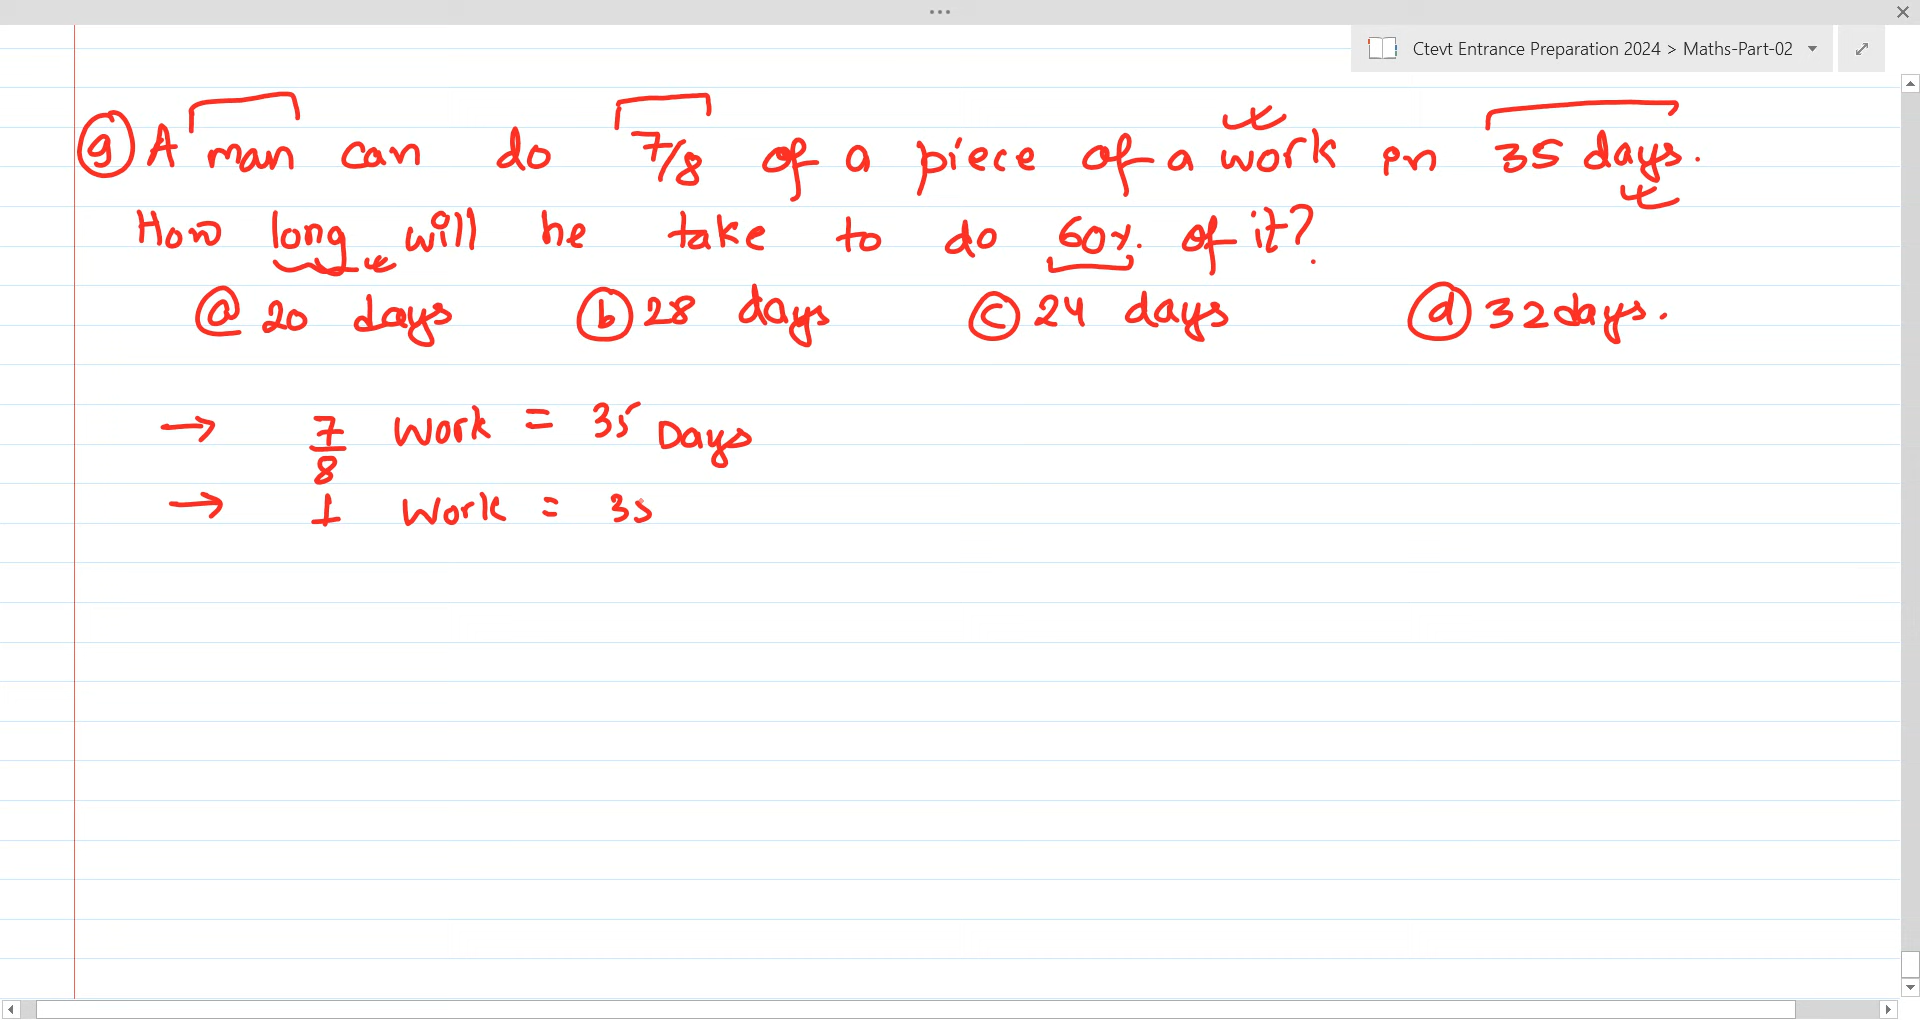 Ctevt Entrance Preparation 2024 > Maths-Part-02
9 A man can do 7/8 of a piece of a work in 35 days.
How long will he take to do 60% of it?
a 20 days b 28 days c 24 days d 32 days.
→ 7/8 Work = 35 Days
→ 1 Work = 35